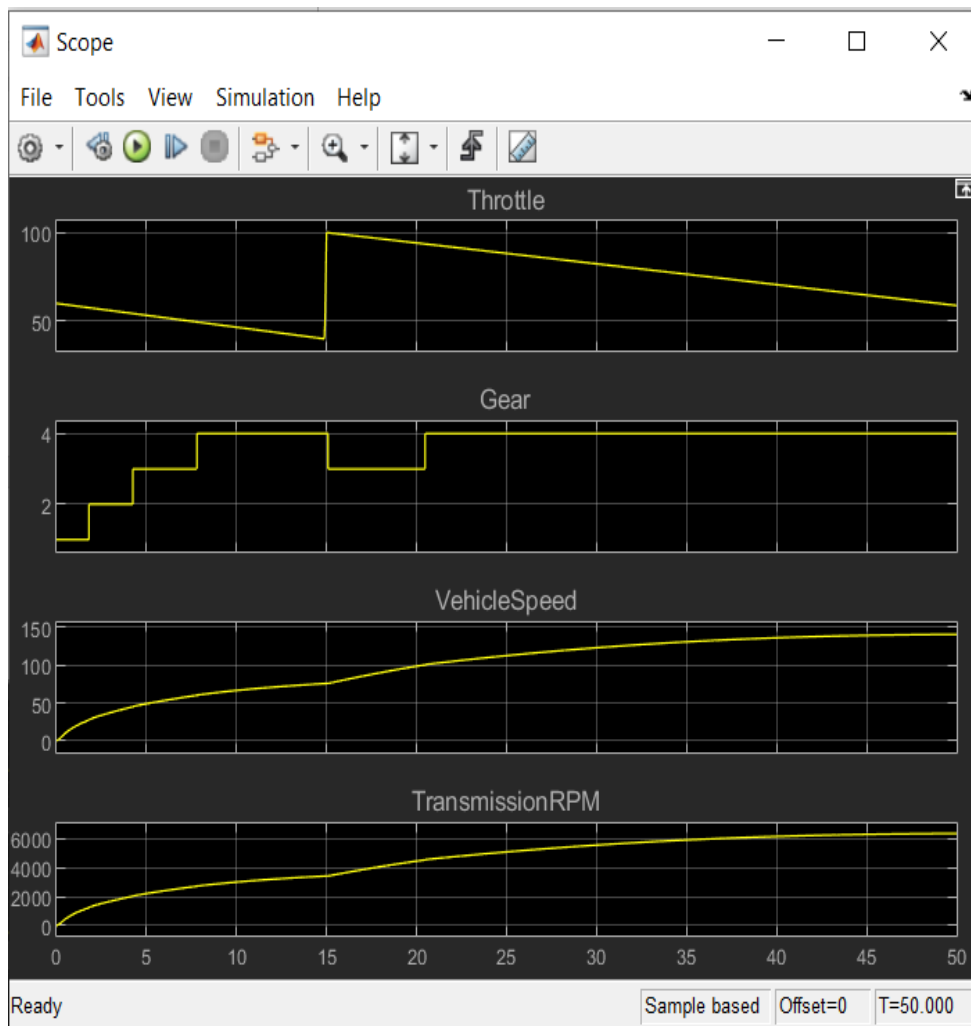 Scope
File Tools View Simulation Help
Throttle
100
50
Gear
4
2
VehicleSpeed
150
100
50
0
TransmissionRPM
6000
4000
2000
0
0 5 10 15 20 25 30 35 40 45 50
Ready Sample based Offset=0 T=50.000